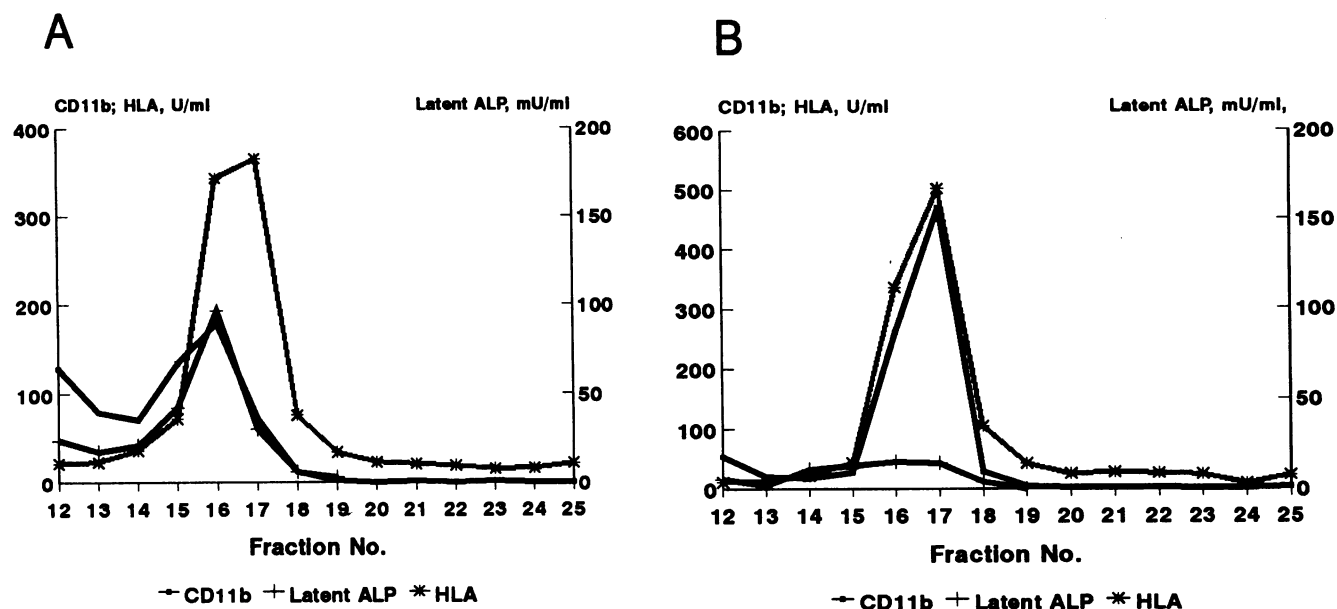 A
CD11b; HLA, U/ml
Latent ALP, mU/ml
400
300
200
100
0
200
150
100
50
0
12 13 14 15 16 17 18 19 20 21 22 23 24 25
Fraction No.
CD11b Latent ALP HLA
B
CD11b; HLA, U/ml
Latent ALP, mU/ml,
600
500
400
300
200
100
0
200
150
100
50
0
12 13 14 15 16 17 18 19 20 21 22 23 24 25
Fraction No.
CD11b Latent ALP HLA